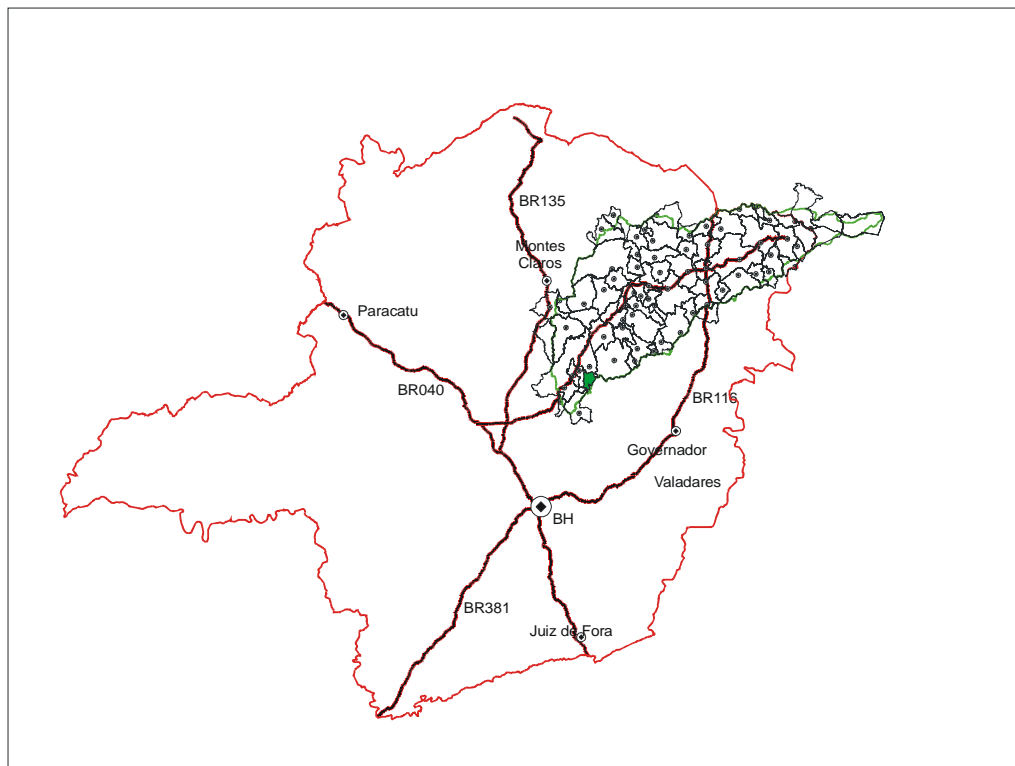 BR135
Montes
Claros
Paracatu
BR040
BR116
Governador
Valadares
BH
BR381
Juiz de Fora